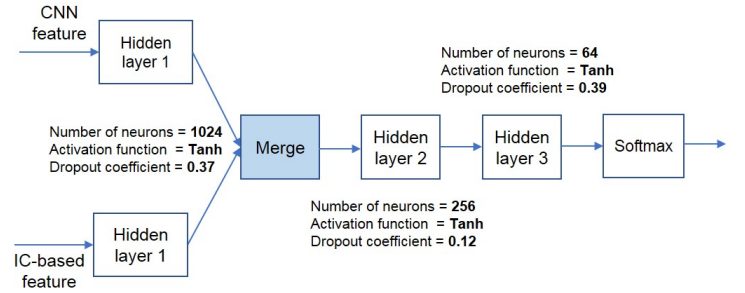 CNN
feature
Hidden
layer 1
Number of neurons = 64
Activation function = Tanh
Dropout coefficient = 0.39
Number of neurons = 1024
Activation function = Tanh
Dropout coefficient = 0.37
Merge
Hidden
layer 2
Hidden
layer 3
Softmax
Number of neurons = 256
Activation function = Tanh
Dropout coefficient = 0.12
Hidden
layer 1
IC-based
feature